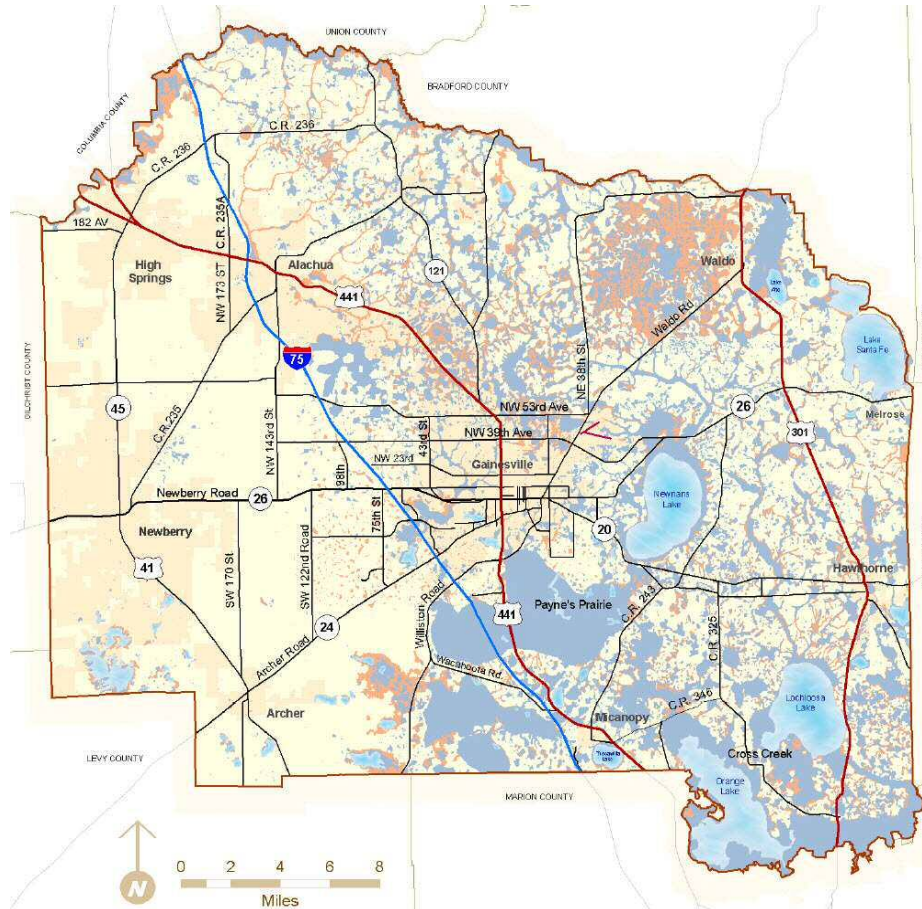 UNION COUNTY
BRADFORD COUNTY
COLUMBIA COUNTY
C.R. 236
C.R. 236
182 AV
C.R. 235A
High
Springs
NW 173 ST
Alachua
121
441
Waldo
Lake
Alto
Waldo Rd
Lake
Santa Fe
GILCHRIST COUNTY
75
NE 38th St.
45
C.R.235
NW 143rd St
43rd St
NW 53rd Ave
26
Melrose
NW 39th Ave
301
NW 23rd
Gainesville
98th
Newberry Road
26
75th St
Newnans
Lake
Newberry
20
41
SW 170 St
SW 122nd Road
Hawthorne
Payne's Prairie
Williston Road
441
C.R. 243
C.R. 325
24
Archer Road
Wacahoota Rd.
Lochloosa
Lake
Archer
Micanopy
C.R. 346
LEVY COUNTY
Cross Creek
Orange
Lake
MARION COUNTY
N
0 2 4 6 8
Miles